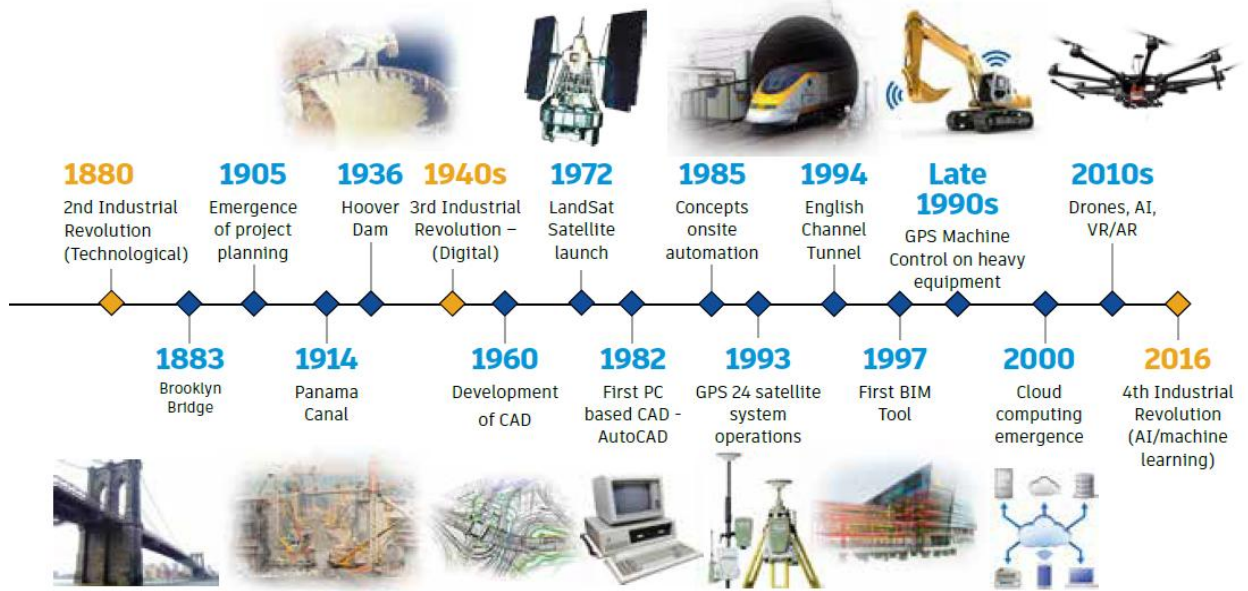 1880
2nd Industrial
Revolution
(Technological)
1905
Emergence
of project
planning
1936
Hoover
Dam
1940s
3rd Industrial
Revolution –
(Digital)
1972
LandSat
Satellite
launch
1985
Concepts
onsite
automation
1994
English
Channel
Tunnel
Late
1990s
GPS Machine
Control on heavy
equipment
2010s
Drones, AI,
VR/AR
1883
Brooklyn
Bridge
1914
Panama
Canal
1960
Development
of CAD
1982
First PC
based CAD -
AutoCAD
1993
GPS 24 satellite
system
operations
1997
First BIM
Tool
2000
Cloud
computing
emergence
2016
4th Industrial
Revolution
(AI/machine
learning)